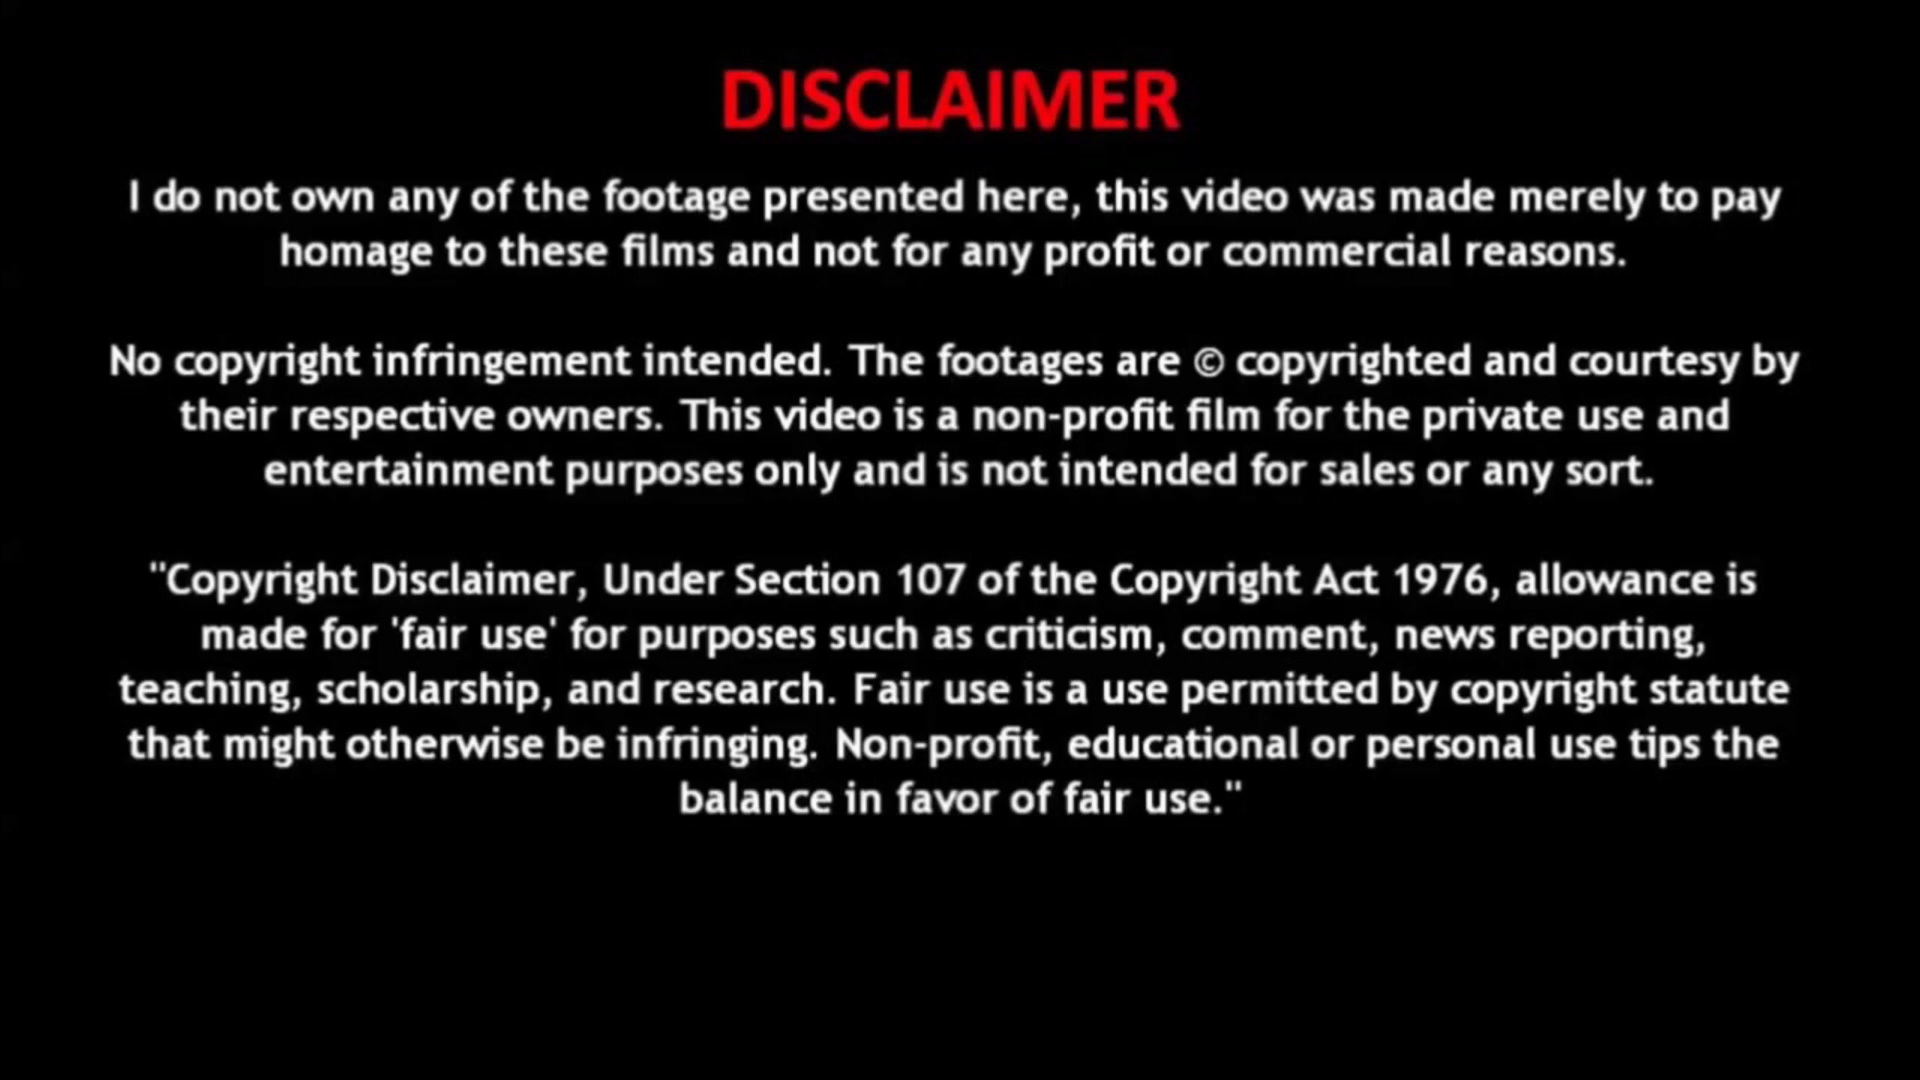 DISCLAIMER
I do not own any of the footage presented here, this video was made merely to pay
homage to these films and not for any profit or commercial reasons.
No copyright infringement intended. The footages are © copyrighted and courtesy by
their respective owners. This video is a non-profit film for the private use and
entertainment purposes only and is not intended for sales or any sort.
"Copyright Disclaimer, Under Section 107 of the Copyright Act 1976, allowance is
made for 'fair use' for purposes such as criticism, comment, news reporting,
teaching, scholarship, and research. Fair use is a use permitted by copyright statute
that might otherwise be infringing. Non-profit, educational or personal use tips the
balance in favor of fair use."